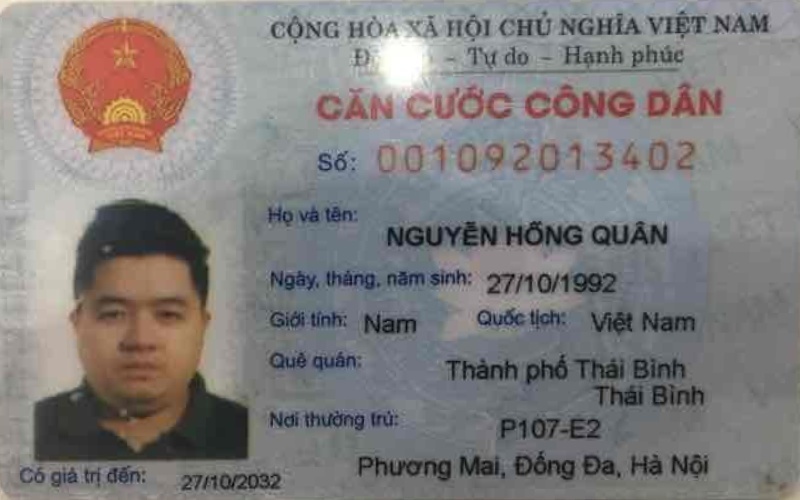 CỘNG HÒA XÃ HỘI CHỦ NGHĨA VIỆT NAM
– Tự do – Hạnh phúc
CĂN CƯỚC CÔNG DÂN
Số: 001092013402
Họ và tên: NGUYỄN HỒNG QUÂN
Ngày, tháng, năm sinh: 27/10/1992
Giới tính: Nam Quốc tịch: Việt Nam
Quê quán: Thành phố Thái Bình
Thái Bình
Nơi thường trú: P107-E2
Phương Mai, Đống Đa, Hà Nội
Có giá trị đến: 27/10/2032